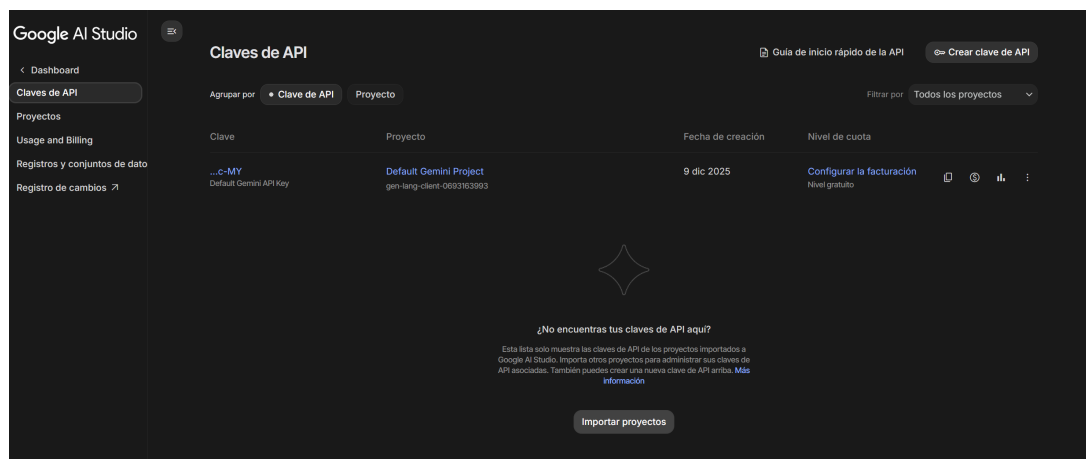 Google AI Studio
Dashboard
Claves de API
Proyectos
Usage and Billing
Registros y conjuntos de dato
Registro de cambios
Claves de API
Guía de inicio rápido de la API
Crear clave de API
Agrupar por
Clave de API
Proyecto
Filtrar por
Todos los proyectos
Clave
Proyecto
Fecha de creación
Nivel de cuota
...c-MY
Default Gemini API Key
Default Gemini Project
gen-lang-client-0693163993
9 dic 2025
Configurar la facturación
Nivel gratuito
¿No encuentras tus claves de API aquí?
Esta lista solo muestra las claves de API de los proyectos importados a
Google AI Studio. Importa otros proyectos para administrar sus claves de
API asociadas. También puedes crear una nueva clave de API arriba. Más
información
Importar proyectos